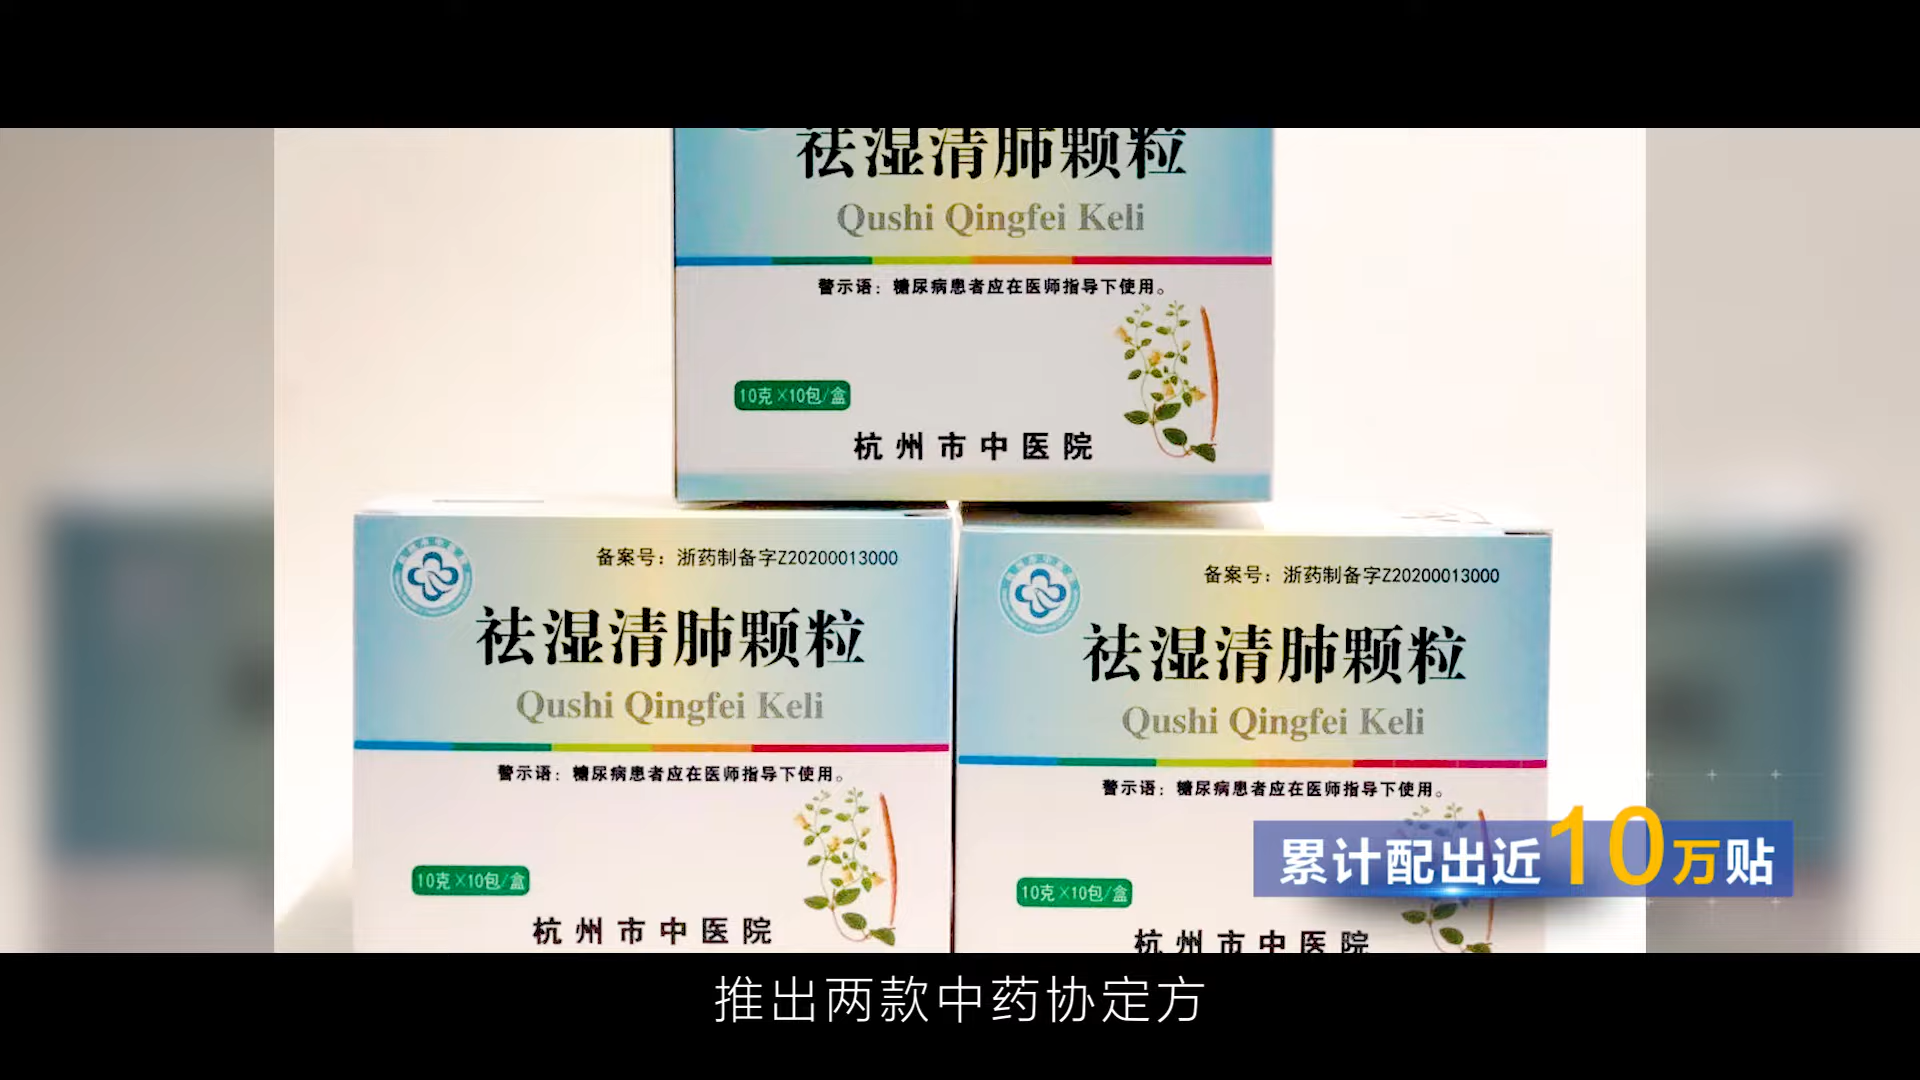 祛湿清肺颗粒
Qushi Qingfei Keli
警示语：糖尿病患者应在医师指导下使用。
10克×10包/盒
杭州市中医院
备案号：浙药制备字Z20200013000
祛湿清肺颗粒
Qushi Qingfei Keli
警示语：糖尿病患者应在医师指导下使用。
10克×10包/盒
杭州市中医院
备案号：浙药制备字Z20200013000
祛湿清肺颗粒
Qushi Qingfei Keli
警示语：糖尿病患者应在医师指导下使用。
10克×10包/盒
杭州市中医院
累计配出近10万贴
推出两款中药协定方